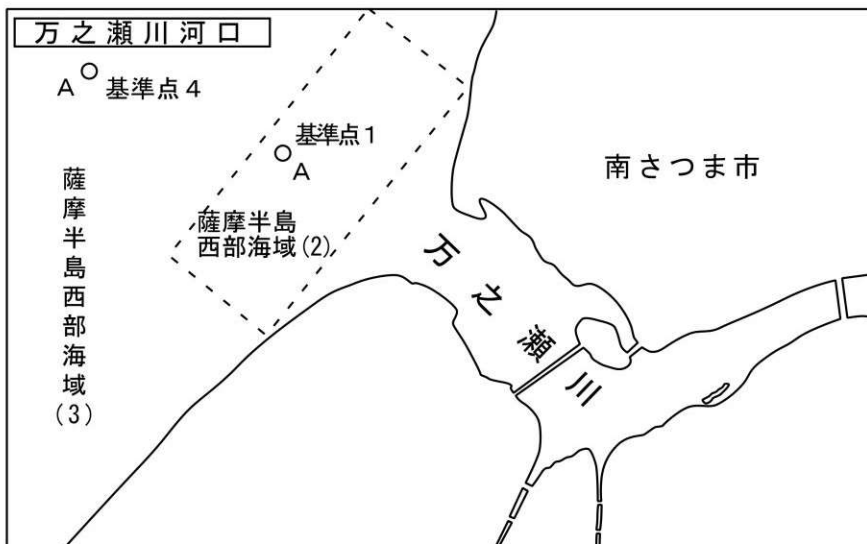 万之瀬川河口
A 基準点4
基準点1
A
薩摩半島
西部海域(2)
薩摩半島西部海域(3)
万之瀬川
南さつま市